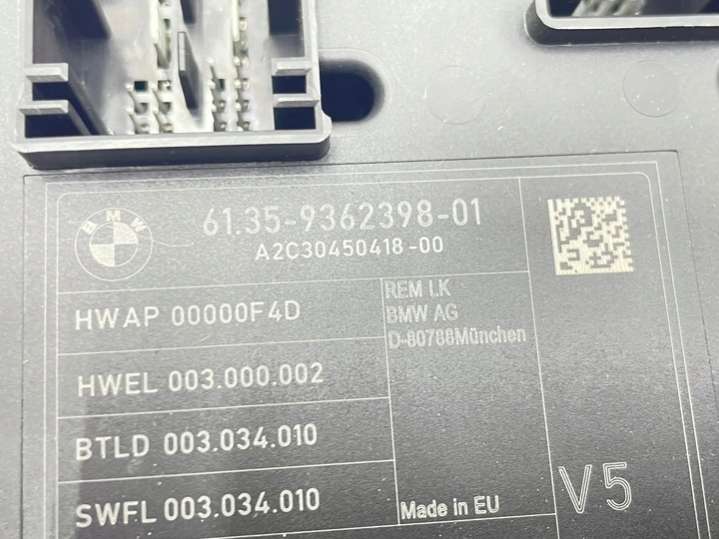 BMW
61.35-9362398-01
A2C30450418-00
HWAP 00000F4D
REM LK
BMW AG
D-80788München
HWEL 003.000.002
BTLD 003.034.010
SWFL 003.034.010
Made in EU
V5